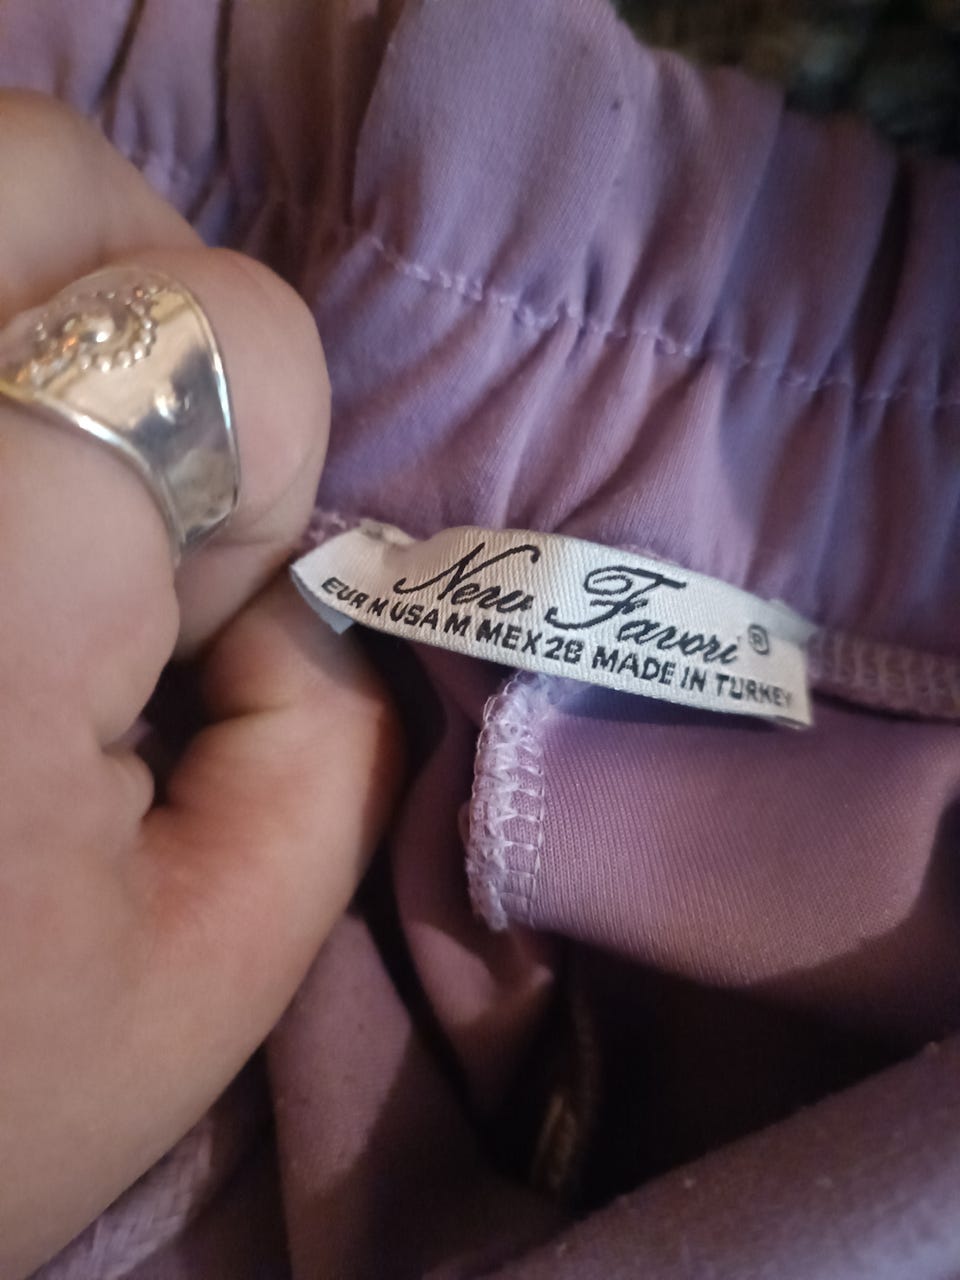 New Favori ®
EUR M USA M MEX 28 MADE IN TURKEY